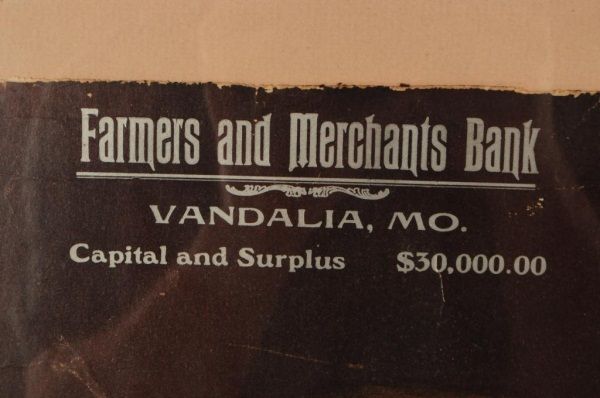 Farmers and Merchants Bank
VANDALIA, MO.
Capital and Surplus $30,000.00